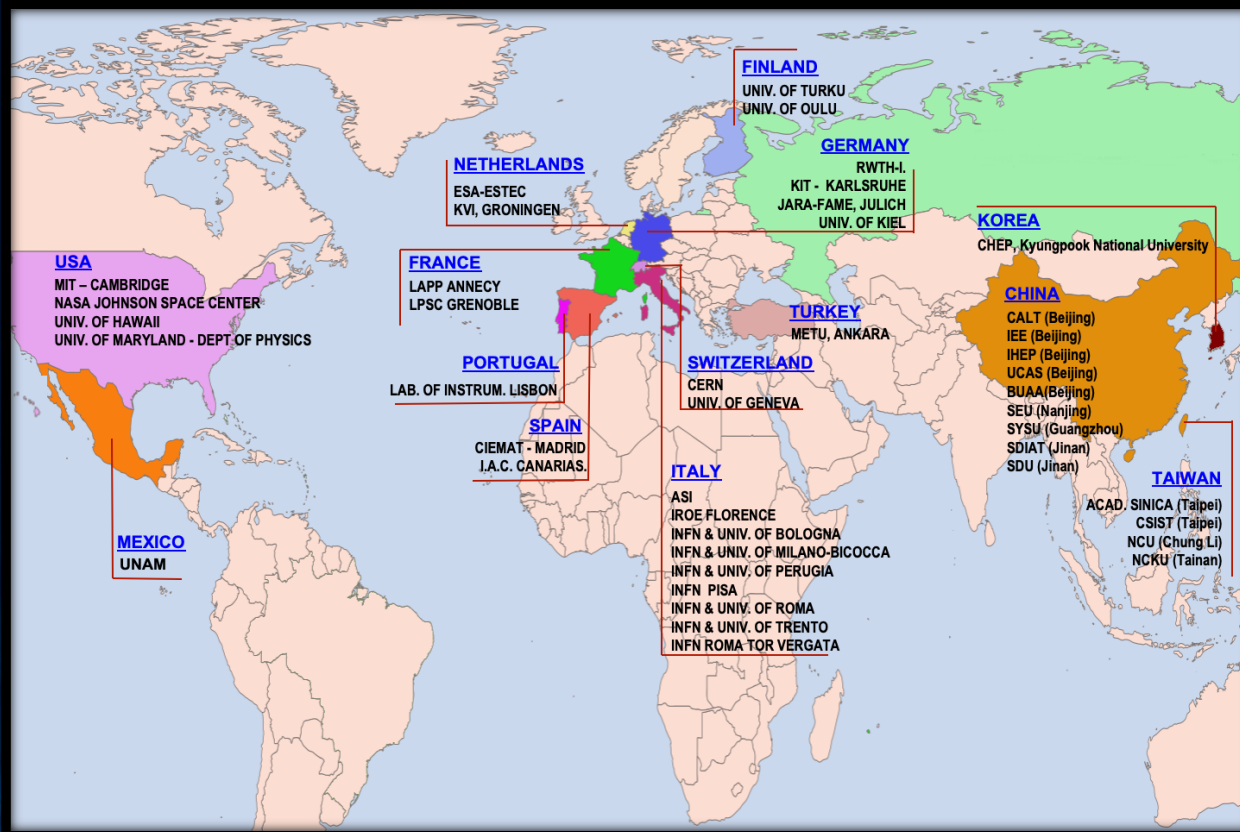 FINLAND
UNIV. OF TURKU
UNIV. OF OULU
GERMANY
RWTH-I.
KIT - KARLSRUHE
JARA-FAME, JULICH
UNIV. OF KIEL
NETHERLANDS
ESA-ESTEC
KVI, GRONINGEN
KOREA
CHEP, Kyungpook National University
USA
MIT – CAMBRIDGE
NASA JOHNSON SPACE CENTER
UNIV. OF HAWAII
UNIV. OF MARYLAND - DEPT OF PHYSICS
FRANCE
LAPP ANNECY
LPSC GRENOBLE
CHINA
CALT (Beijing)
IEE (Beijing)
IHEP (Beijing)
UCAS (Beijing)
BUAA(Beijing)
SEU (Nanjing)
SYSU (Guangzhou)
SDIAT (Jinan)
SDU (Jinan)
TURKEY
METU, ANKARA
PORTUGAL
LAB. OF INSTRUM. LISBON
SWITZERLAND
CERN
UNIV. OF GENEVA
SPAIN
CIEMAT - MADRID
I.A.C. CANARIAS.
ITALY
ASI
IROE FLORENCE
INFN & UNIV. OF BOLOGNA
INFN & UNIV. OF MILANO-BICOCCA
INFN & UNIV. OF PERUGIA
INFN PISA
INFN & UNIV. OF ROMA
INFN & UNIV. OF TRENTO
INFN ROMA TOR VERGATA
TAIWAN
ACAD. SINICA (Taipei)
CSIST (Taipei)
NCU (Chung Li)
NCKU (Tainan)
MEXICO
UNAM